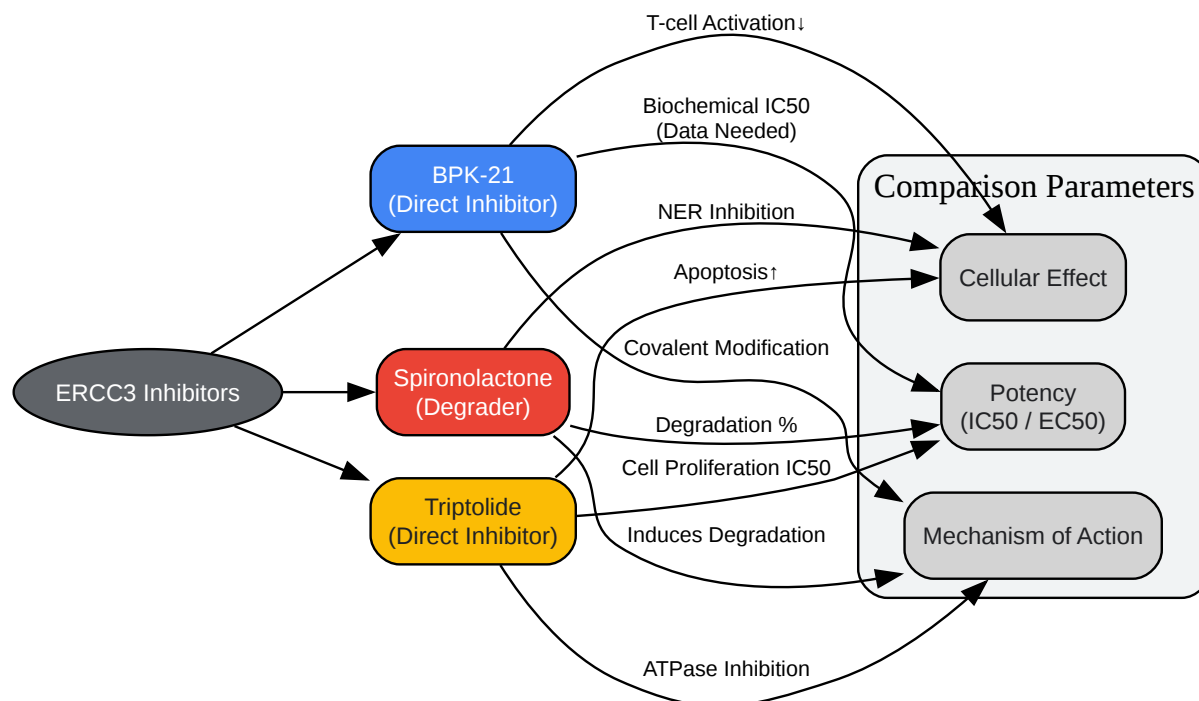 T-cell Activation↓
Biochemical IC50
(Data Needed)
BPK-21
(Direct Inhibitor)
Comparison Parameters
NER Inhibition
Cellular Effect
Apoptosis↑
Covalent Modification
ERCC3 Inhibitors
Spironolactone
(Degrader)
Potency
(IC50 / EC50)
Degradation %
Cell Proliferation IC50
Triptolide
(Direct Inhibitor)
Induces Degradation
Mechanism of Action
ATPase Inhibition